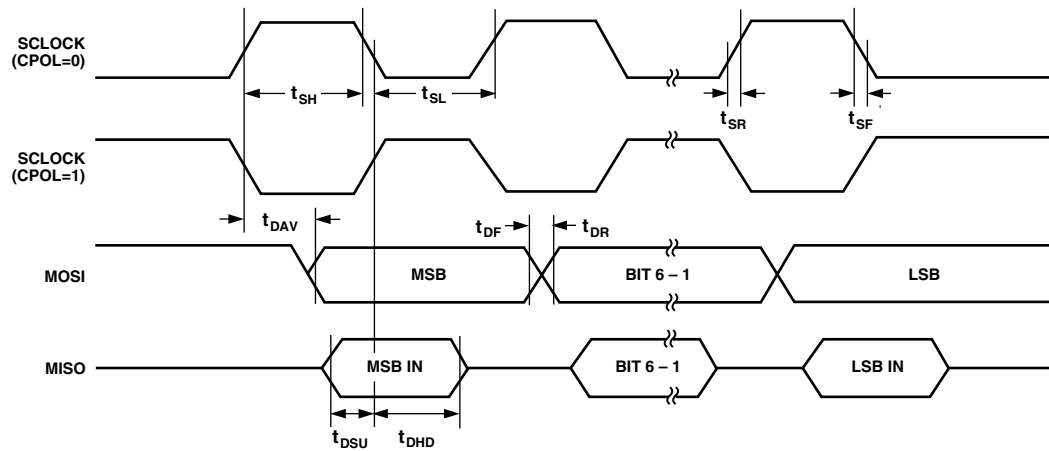 SCLOCK
(CPOL=0)
tSH
tSL
tSR
tSF
SCLOCK
(CPOL=1)
tDAV
tDF
tDR
MOSI
MSB
BIT 6 – 1
LSB
MISO
MSB IN
BIT 6 – 1
LSB IN
tDSU
tDHD